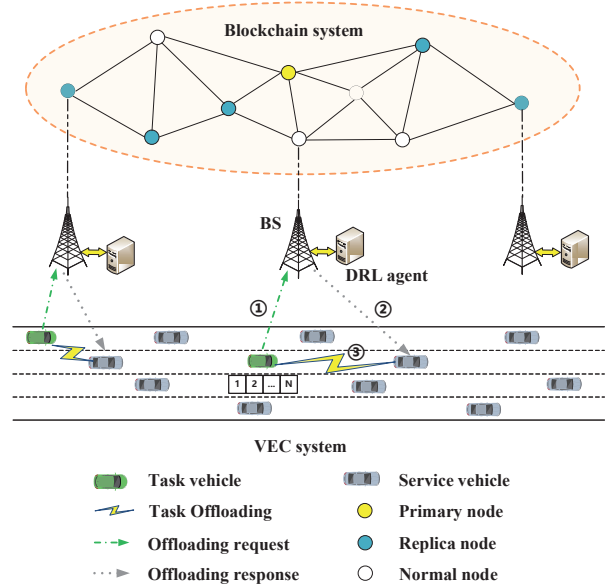 Blockchain system
BS
DRL agent
① ②
③
1 2 ... N
VEC system
Task vehicle Service vehicle
Task Offloading Primary node
Offloading request Replica node
Offloading response Normal node